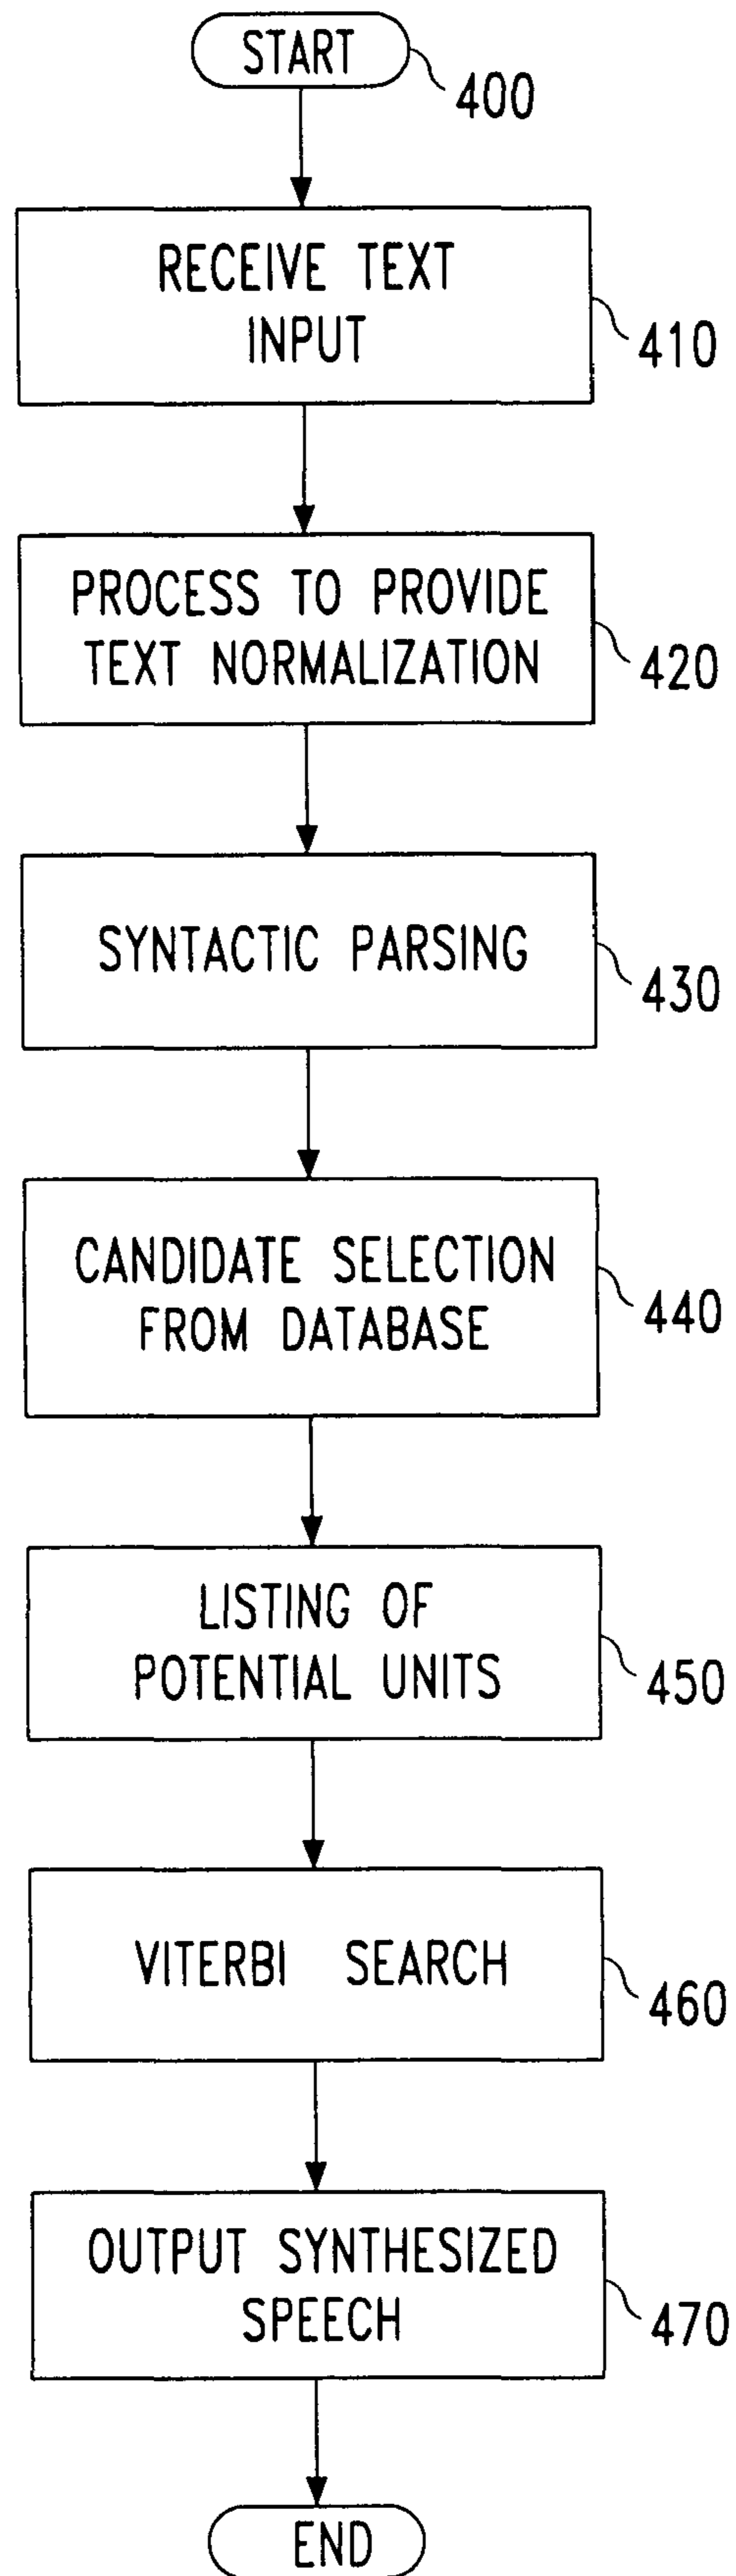 START
400
RECEIVE TEXT
INPUT
410
PROCESS TO PROVIDE
TEXT NORMALIZATION
420
SYNTACTIC PARSING
430
CANDIDATE SELECTION
FROM DATABASE
440
LISTING OF
POTENTIAL UNITS
450
VITERBI SEARCH
460
OUTPUT SYNTHESIZED
SPEECH
470
END